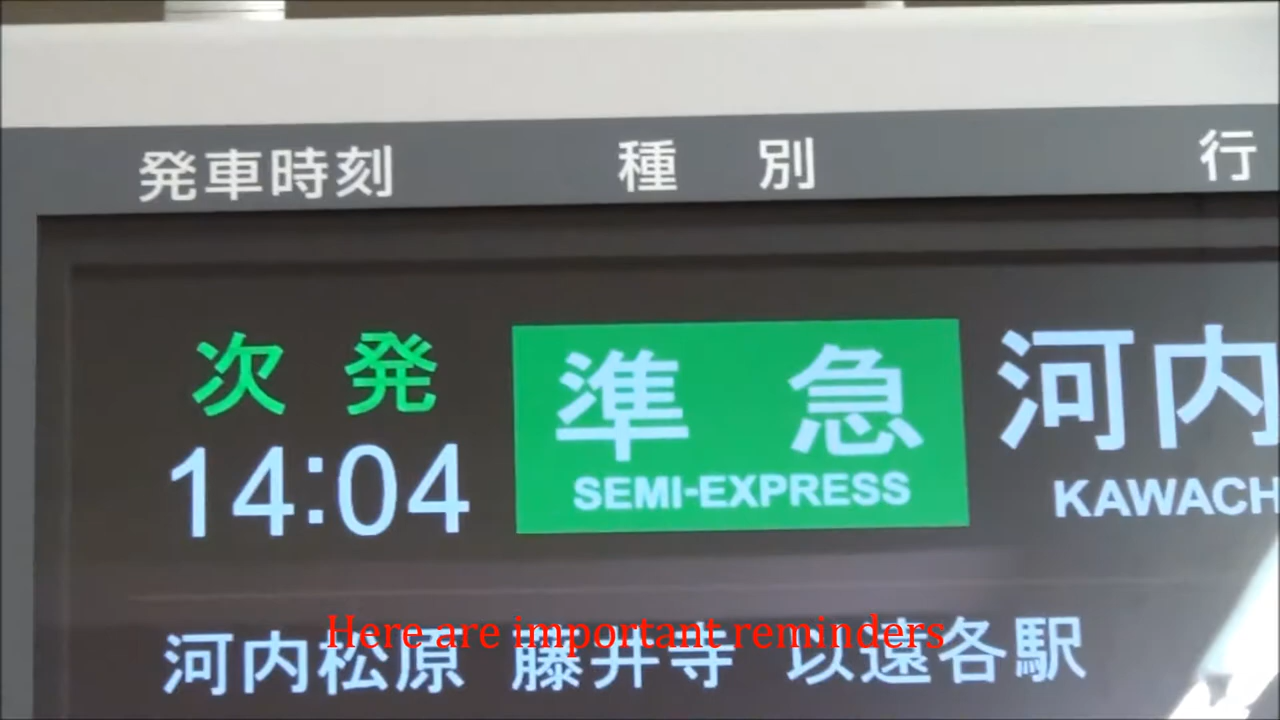 発車時刻 種別 行
次発
準急 河内
14:04
SEMI-EXPRESS KAWACH
Here are important reminders
河内松原 藤井寺 以遠各駅